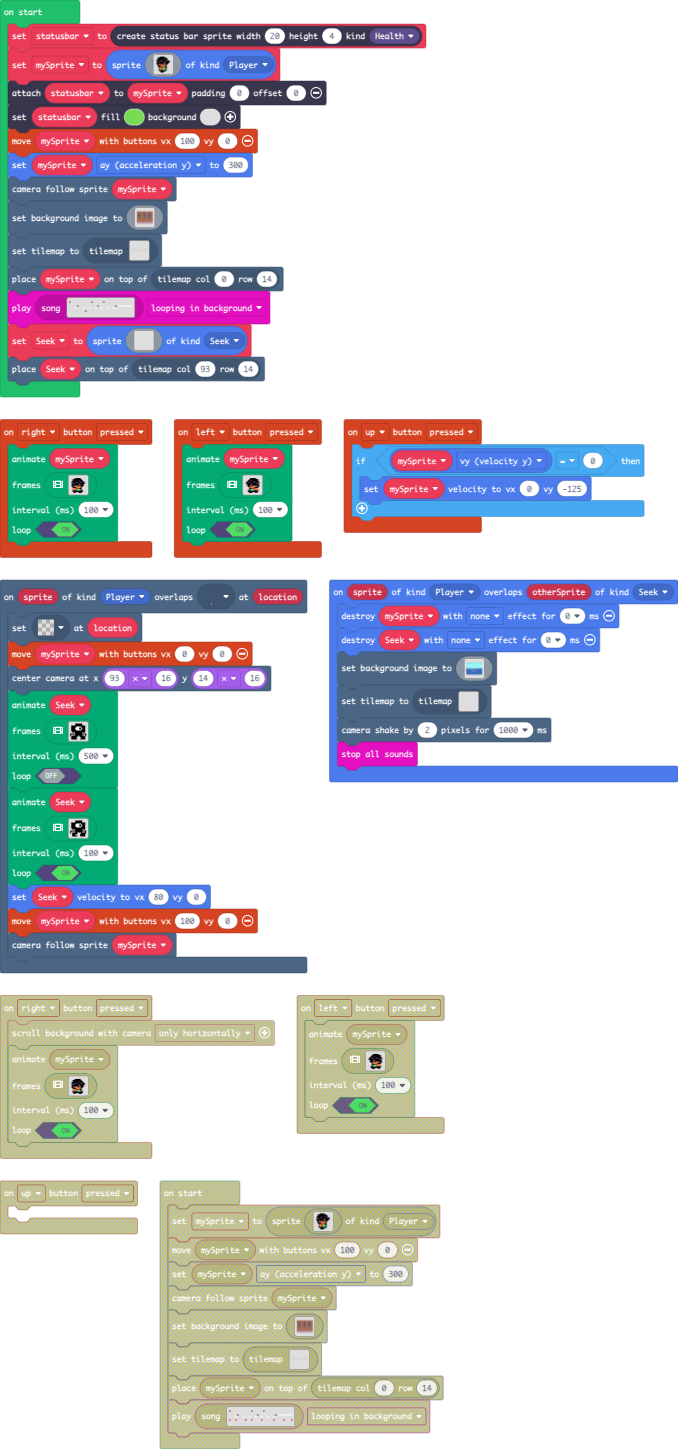 on start
set statusbar to create status bar sprite width 20 height 4 kind Health
set mySprite to sprite of kind Player
attach statusbar to mySprite padding 0 offset 0
set statusbar fill background
move mySprite with buttons vx 100 vy 0
set mySprite ay (acceleration y) to 300
camera follow sprite mySprite
set background image to
set tilemap to tilemap
place mySprite on top of tilemap col 0 row 14
play song looping in background
set Seek to sprite of kind Seek
place Seek on top of tilemap col 93 row 14
on right button pressed
animate mySprite
frames
interval (ms) 100
loop ON
on left button pressed
animate mySprite
frames
interval (ms) 100
loop ON
on up button pressed
if mySprite vy (velocity y) = 0 then
set mySprite velocity to vx 0 vy -125
on sprite of kind Player overlaps at location
set at location
move mySprite with buttons vx 0 vy 0
center camera at x 93 x 16 y 14 x 16
animate Seek
frames
interval (ms) 500
loop OFF
animate Seek
frames
interval (ms) 100
loop ON
set Seek velocity to vx 80 vy 0
move mySprite with buttons vx 100 vy 0
camera follow sprite mySprite
on sprite of kind Player overlaps otherSprite of kind Seek
destroy mySprite with none effect for 0 ms
destroy Seek with none effect for 0 ms
set background image to
set tilemap to tilemap
camera shake by 2 pixels for 1000 ms
stop all sounds
on right button pressed
scroll background with camera only horizontally
animate mySprite
frames
interval (ms) 100
loop ON
on left button pressed
animate mySprite
frames
interval (ms) 100
loop ON
on up button pressed
on start
set mySprite to sprite of kind Player
move mySprite with buttons vx 100 vy 0
set mySprite ay (acceleration y) to 300
camera follow sprite mySprite
set background image to
set tilemap to tilemap
place mySprite on top of tilemap col 0 row 14
play song looping in background